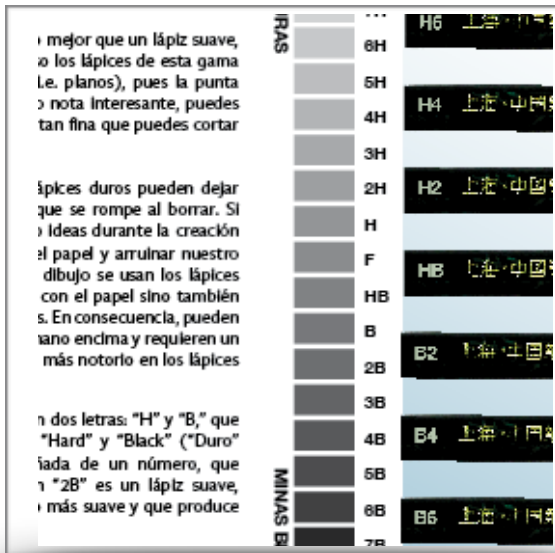 mejor que un lápiz suave,
o los lápices de esta gama
i.e. planos), pues la punta
o nota interesante, puedes
tan fina que puedes cortar
ápices duros pueden dejar
que se rompe al borrar. Si
ideas durante la creación
el papel y arruinar nuestro
dibujo se usan los lápices
con el papel sino también
s. En consecuencia, pueden
mano encima y requieren un
más notorio en los lápices
n dos letras: "H" y "B," que
"Hard" y "Black" ("Duro"
ñada de un número, que
"2B" es un lápiz suave,
más suave y que produce
RAS
6H
5H
4H
3H
2H
H
F
HB
B
2B
3B
4B
5B
6B
7B
MINAS
H6 上海·中国
H4 上海·中国
H2 上海·中国
HB 上海·中国
B2 上海·中国
B4 上海·中国
B6 上海·中国